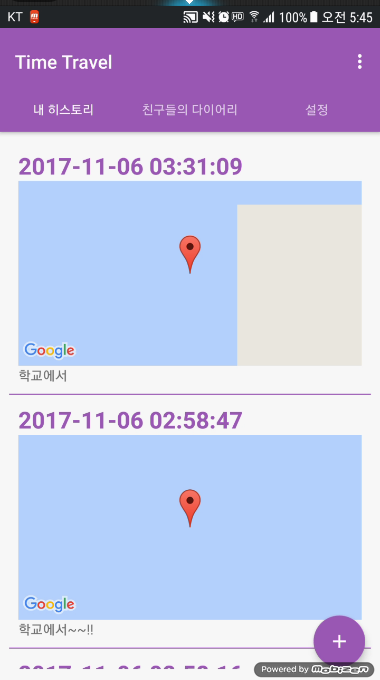 KT HD 100% 오전 5:45
Time Travel
내 히스토리 친구들의 다이어리 설정
2017-11-06 03:31:09
Google
학교에서
2017-11-06 02:58:47
Google
학교에서~~!!
+
Powered by Mobizen